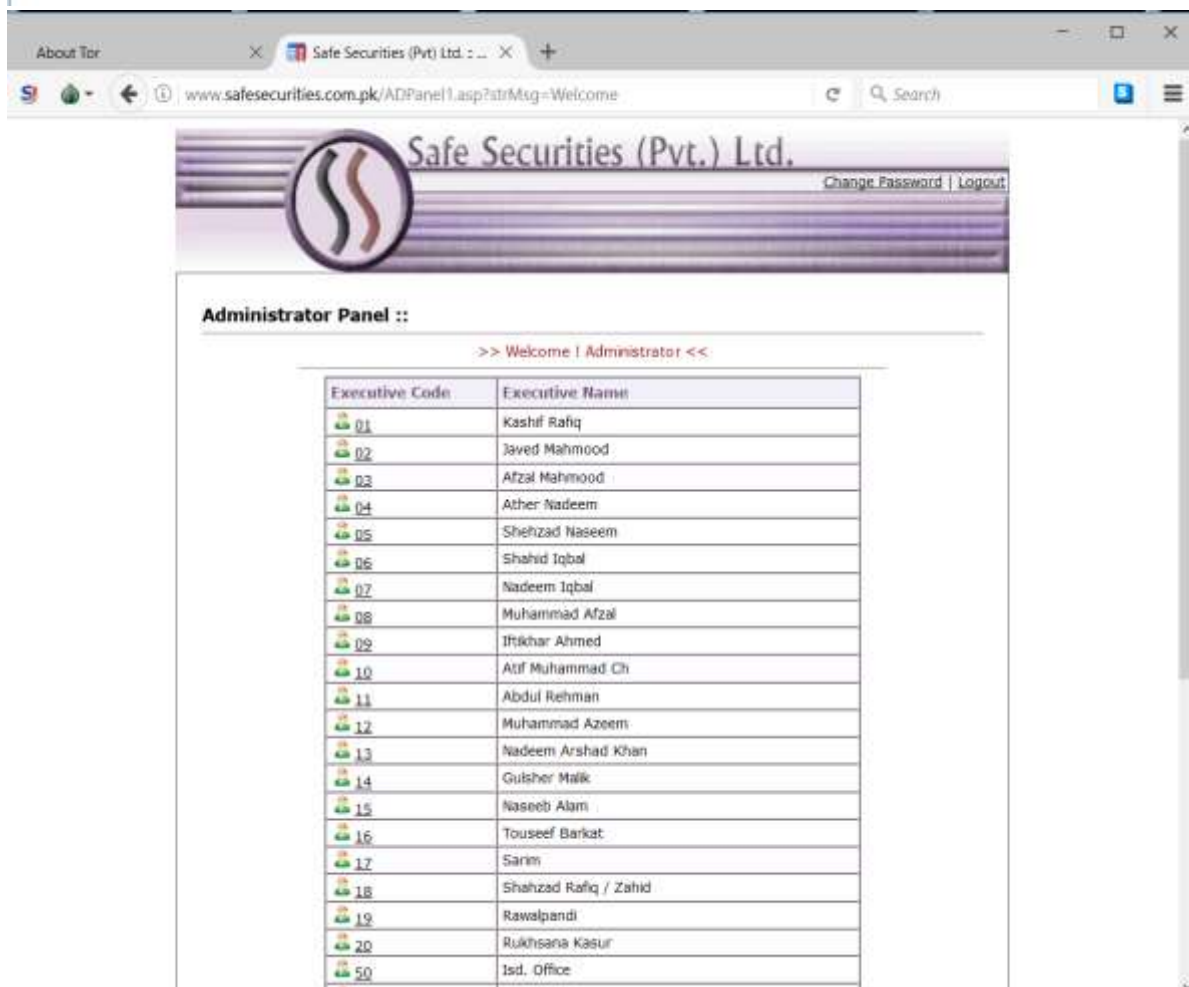 About Tor
Safe Securities (Pvt) Ltd. : ...
www.safesecurities.com.pk/ADPanel1.asp?strMsg=Welcome
Search
Safe Securities (Pvt.) Ltd.
Change Password | Logout
Administrator Panel ::
>> Welcome ! Administrator <<
Executive Code Executive Name
01 Kashif Rafiq
02 Javed Mahmood
03 Afzal Mahmood
04 Ather Nadeem
05 Shehzad Naseem
06 Shahid Iqbal
07 Nadeem Iqbal
08 Muhammad Afzal
09 Iftikhar Ahmed
10 Atif Muhammad Ch
11 Abdul Rehman
12 Muhammad Azeem
13 Nadeem Arshad Khan
14 Gulsher Malik
15 Naseeb Alam
16 Touseef Barkat
17 Sarim
18 Shahzad Rafiq / Zahid
19 Rawalpandi
20 Rukhsana Kasur
50 Isd. Office